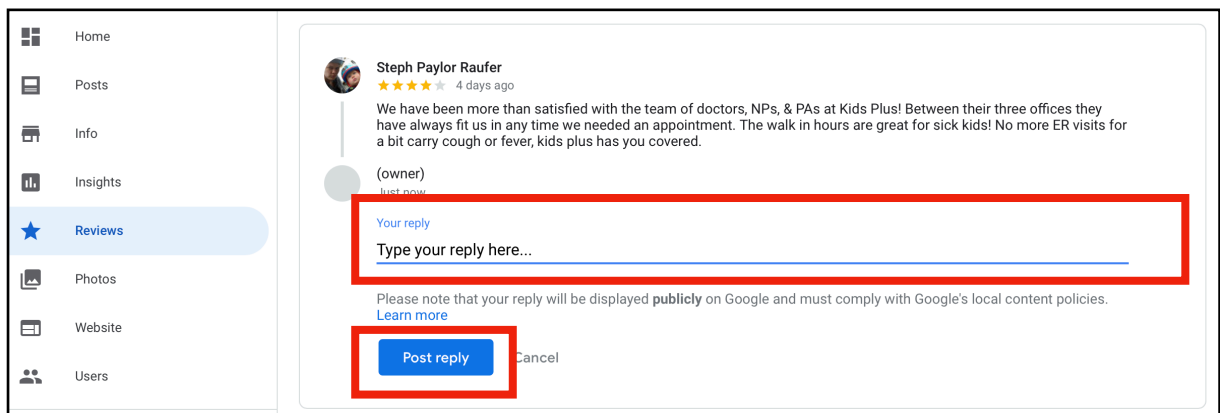 Home
Posts
Info
Insights
Reviews
Photos
Website
Users
Steph Paylor Raufer
4 days ago
We have been more than satisfied with the team of doctors, NPs, & PAs at Kids Plus! Between their three offices they
have always fit us in any time we needed an appointment. The walk in hours are great for sick kids! No more ER visits for
a bit carry cough or fever, kids plus has you covered.
(owner)
Just now
Your reply
Type your reply here...
Please note that your reply will be displayed publicly on Google and must comply with Google's local content policies.
Learn more
Post reply
Cancel